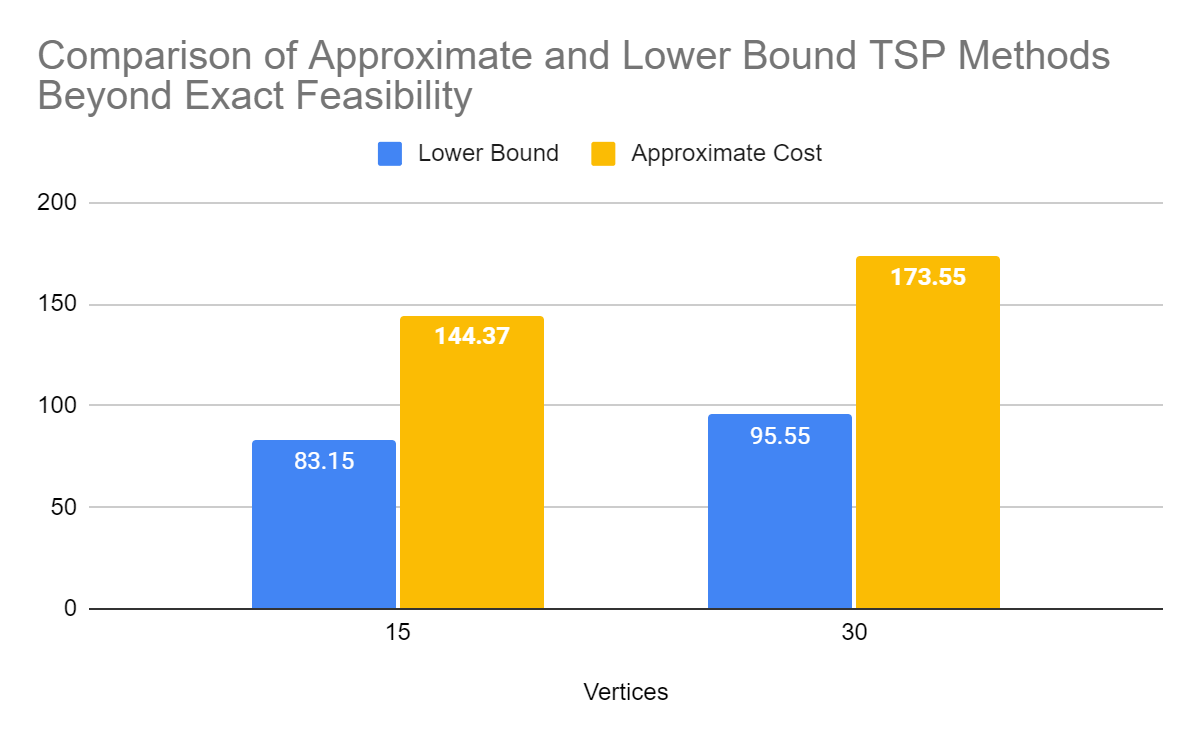 Comparison of Approximate and Lower Bound TSP Methods
Beyond Exact Feasibility
Lower Bound
Approximate Cost
200
150
100
50
0
83.15
144.37
95.55
173.55
15
30
Vertices